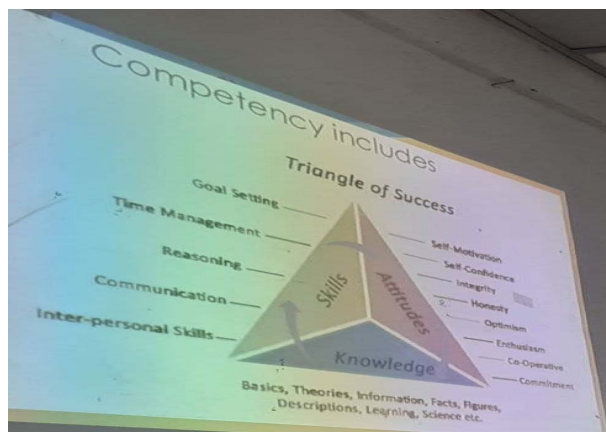 Competency includes
Triangle of Success
Goal Setting
Time Management
Reasoning
Communication
Inter-personal Skills
Skills
Attitudes
Knowledge
Self-Motivation
Self-Confidence
Integrity
Honesty
Optimism
Enthusiasm
Co-Operative
Commitment
Basics, Theories, Information, Facts, Figures,
Descriptions, Learning, Science etc.